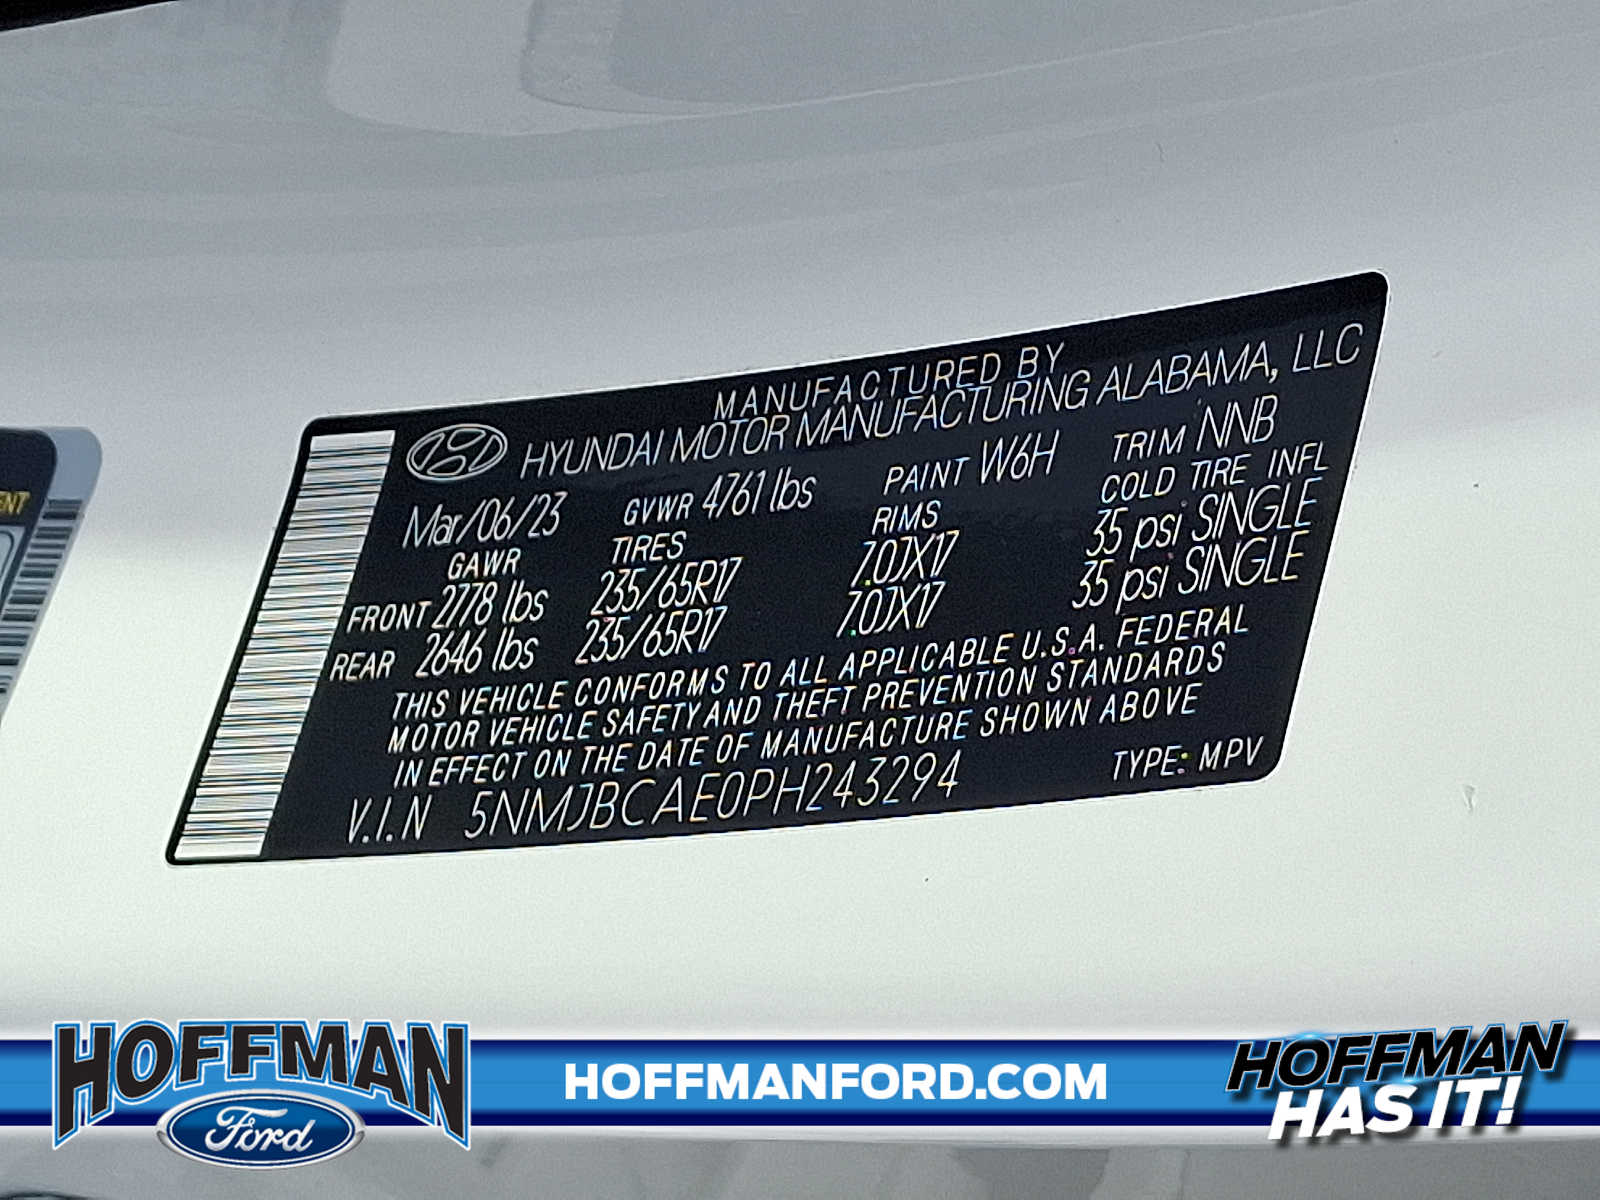 ENT
MANUFACTURED BY
HYUNDAI MOTOR MANUFACTURING ALABAMA, LLC
Mar/06/23 GVWR 4761 lbs PAINT W6H TRIM NNB
GAWR TIRES RIMS COLD TIRE INFL
FRONT 2778 lbs 235/65R17 7.0JX17 35 psi SINGLE
REAR 2646 lbs 235/65R17 7.0JX17 35 psi SINGLE
THIS VEHICLE CONFORMS TO ALL APPLICABLE U.S.A. FEDERAL
MOTOR VEHICLE SAFETY AND THEFT PREVENTION STANDARDS
IN EFFECT ON THE DATE OF MANUFACTURE SHOWN ABOVE
V.I.N 5NMJBCAE0PH243294 TYPE: MPV
HOFFMAN
Ford
HOFFMANFORD.COM
HOFFMAN
HAS IT!